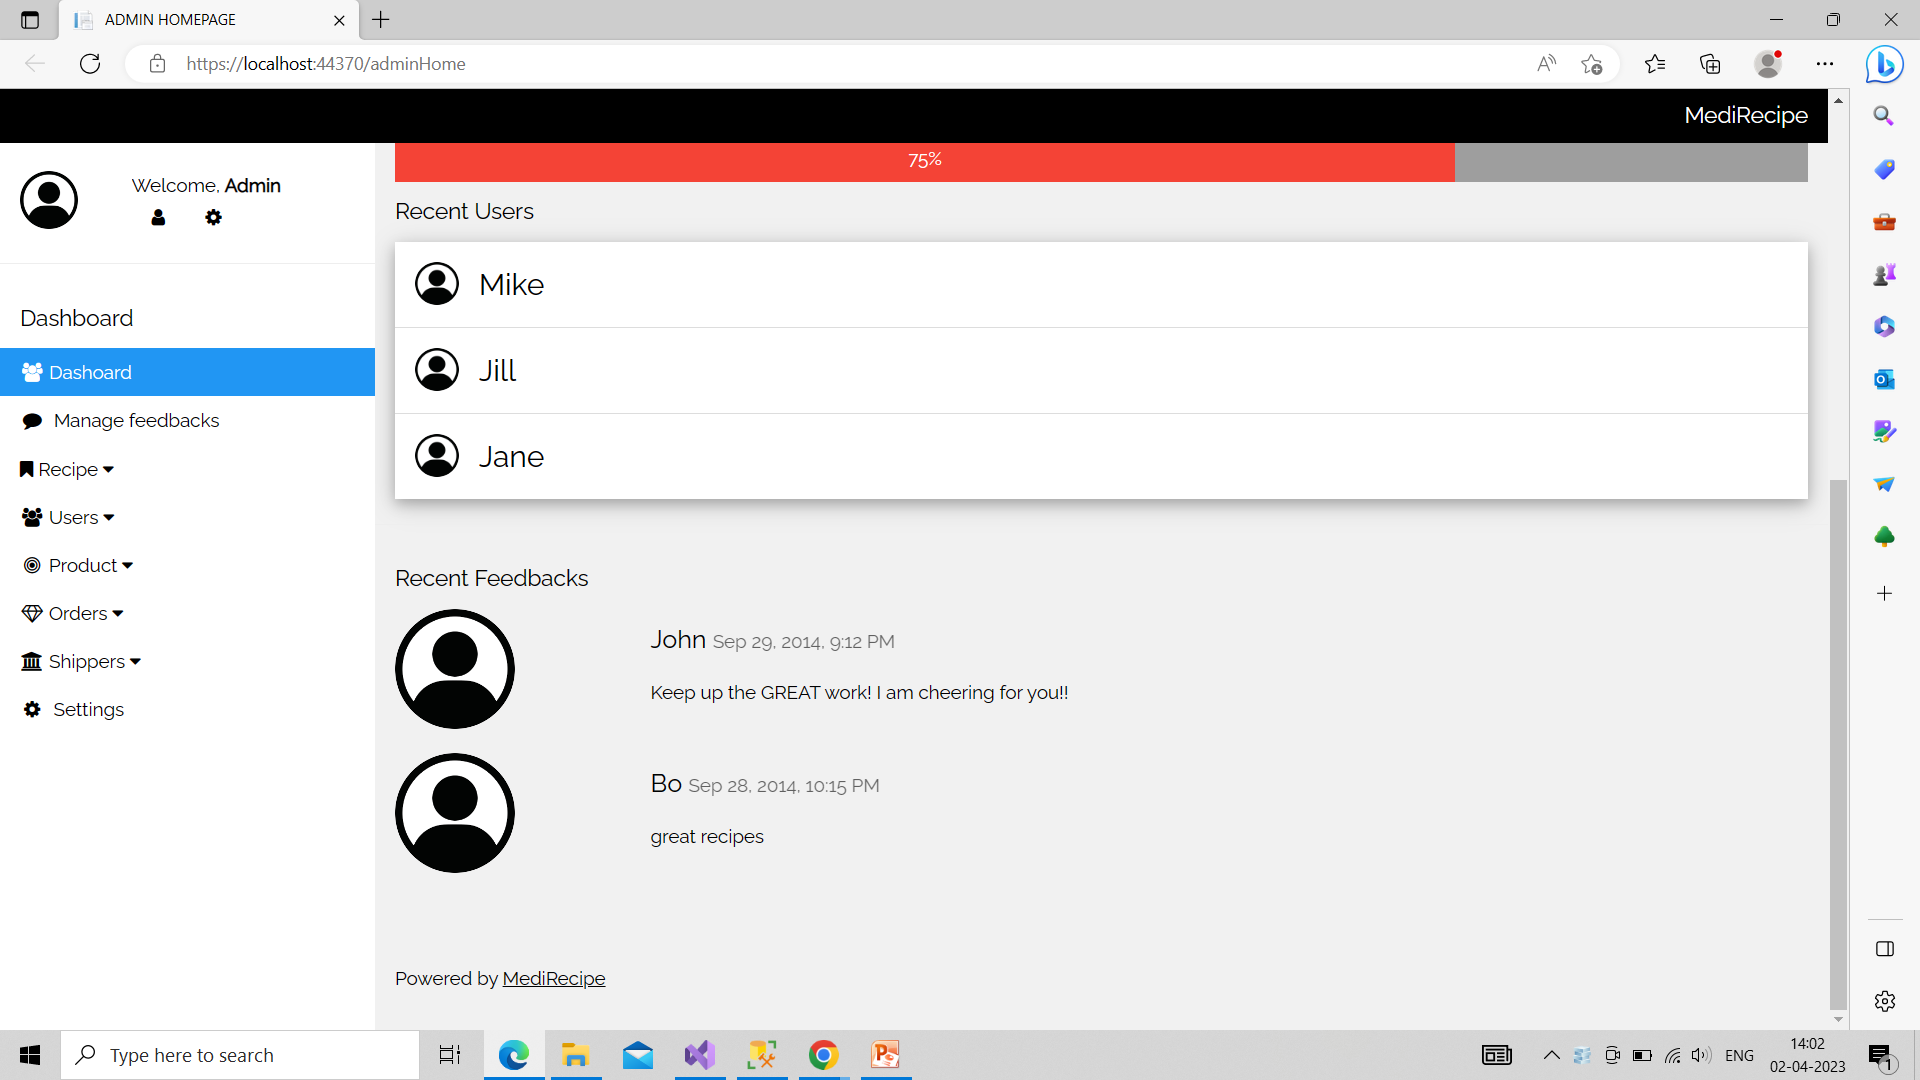 ADMIN HOMEPAGE
https://localhost:44370/adminHome
MediRecipe
Welcome, Admin
Dashboard
Dashoard
Manage feedbacks
Recipe
Users
Product
Orders
Shippers
Settings
75%
Recent Users
Mike
Jill
Jane
Recent Feedbacks
John Sep 29, 2014, 9:12 PM
Keep up the GREAT work! I am cheering for you!!
Bo Sep 28, 2014, 10:15 PM
great recipes
Powered by MediRecipe
Type here to search
ENG
14:02
02-04-2023
1